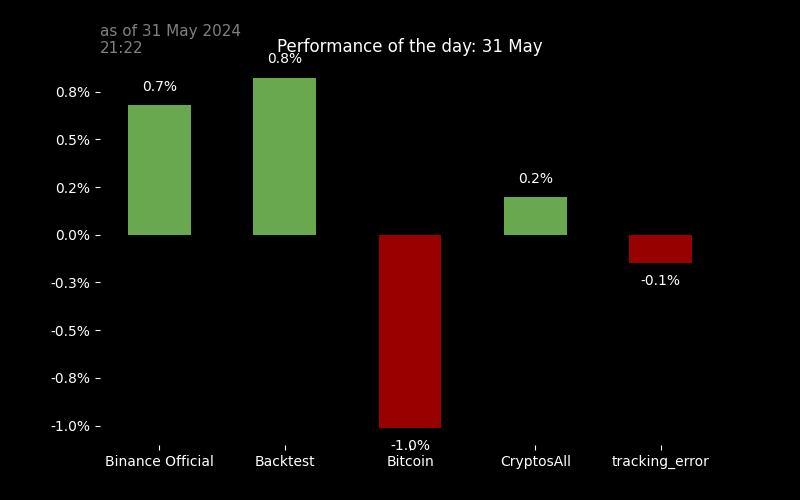 as of 31 May 2024
21:22
Performance of the day: 31 May
0.8%
0.5%
0.2%
0.0%
-0.3%
-0.5%
-0.8%
-1.0%
0.7%
0.8%
-1.0%
0.2%
-0.1%
Binance Official
Backtest
Bitcoin
CryptosAll
tracking_error